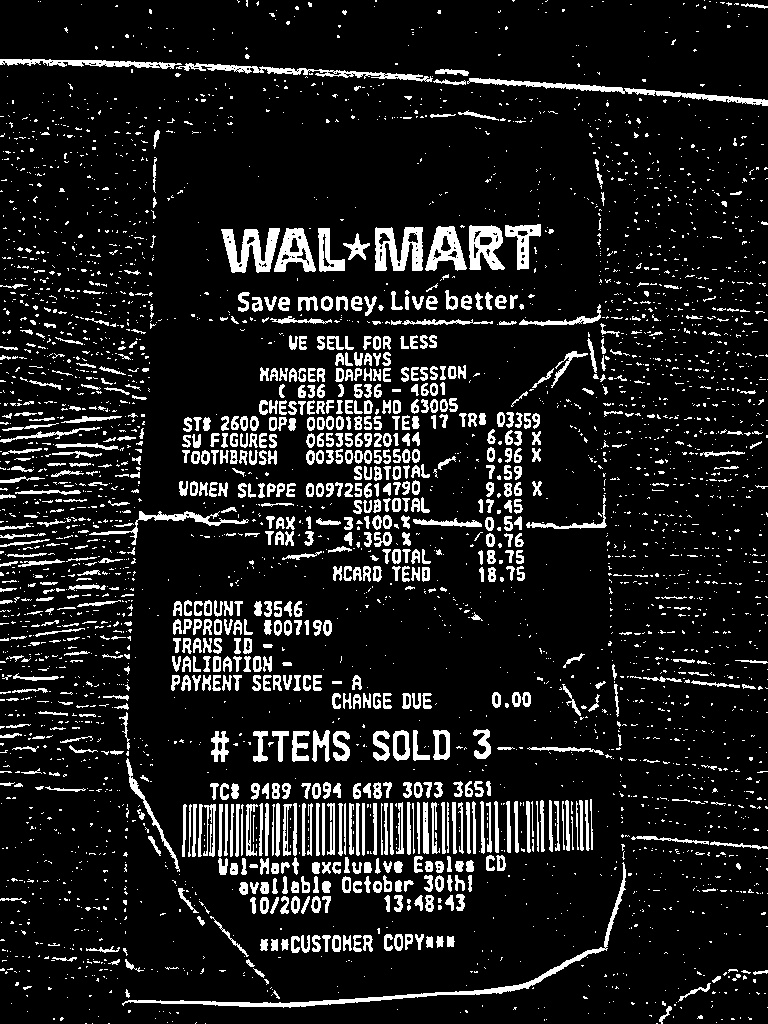 WAL★MART
Save money. Live better.
WE SELL FOR LESS
ALWAYS
MANAGER DAPHNE SESSION
( 636 ) 536 - 4601
CHESTERFIELD,MO 63005
ST# 2600 OP# 00001855 TE# 17 TR# 03359
SW FIGURES 065356920144 6.63 X
TOOTHBRUSH 003500055500 0.96 X
SUBTOTAL 7.59
WOMEN SLIPPE 009725614790 9.86 X
SUBTOTAL 17.45
TAX 1 3.100 % 0.54
TAX 3 4.350 % 0.76
TOTAL 18.75
MCARD TEND 18.75
ACCOUNT #3546
APPROVAL #007190
TRANS ID -
VALIDATION -
PAYMENT SERVICE - A
CHANGE DUE 0.00
# ITEMS SOLD 3
TC# 9489 7094 6487 3073 3651
Wal-Mart exclusive Eagles CD
available October 30th!
10/20/07 13:48:43
***CUSTOMER COPY***